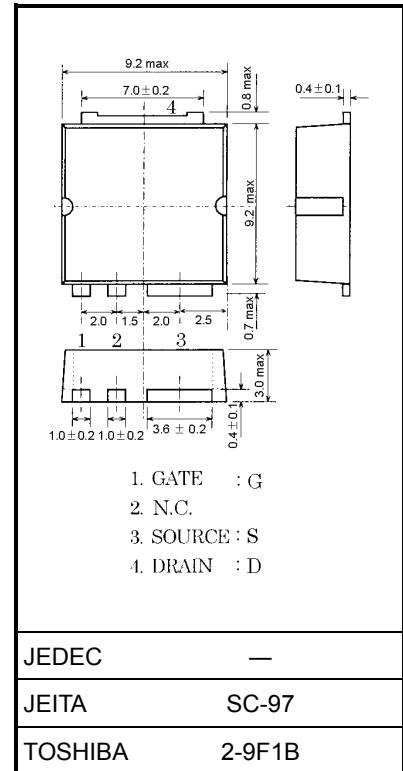 9.2 max
7.0±0.2
4
0.8 max
0.4±0.1
9.2 max
0.7 max
2.0 1.5 2.0 2.5
1 2 3
3.0 max
1.0±0.2 1.0±0.2 3.6 ± 0.2
0.4±0.1
1. GATE : G
2. N.C.
3. SOURCE : S
4. DRAIN : D
JEDEC —
JEITA SC-97
TOSHIBA 2-9F1B